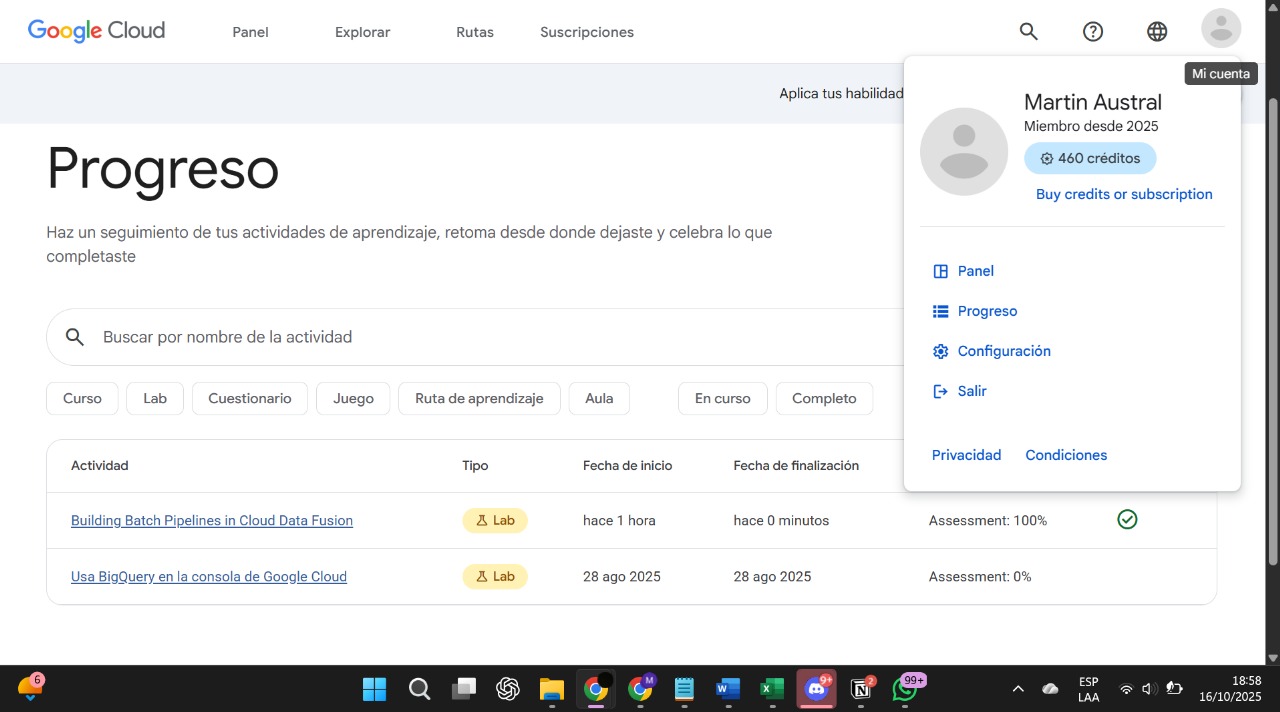 Google Cloud
Panel
Explorar
Rutas
Suscripciones
Mi cuenta
Aplica tus habilidad
Martin Austral
Miembro desde 2025
460 créditos
Buy credits or subscription
Panel
Progreso
Configuración
Salir
Privacidad
Condiciones
Progreso
Haz un seguimiento de tus actividades de aprendizaje, retoma desde donde dejaste y celebra lo que
completaste
Buscar por nombre de la actividad
Curso
Lab
Cuestionario
Juego
Ruta de aprendizaje
Aula
En curso
Completo
Actividad
Tipo
Fecha de inicio
Fecha de finalización
Building Batch Pipelines in Cloud Data Fusion
Lab
hace 1 hora
hace 0 minutos
Assessment: 100%
Usa BigQuery en la consola de Google Cloud
Lab
28 ago 2025
28 ago 2025
Assessment: 0%
6
M
W
X
9+
N
2
99+
ESP
LAA
18:58
16/10/2025